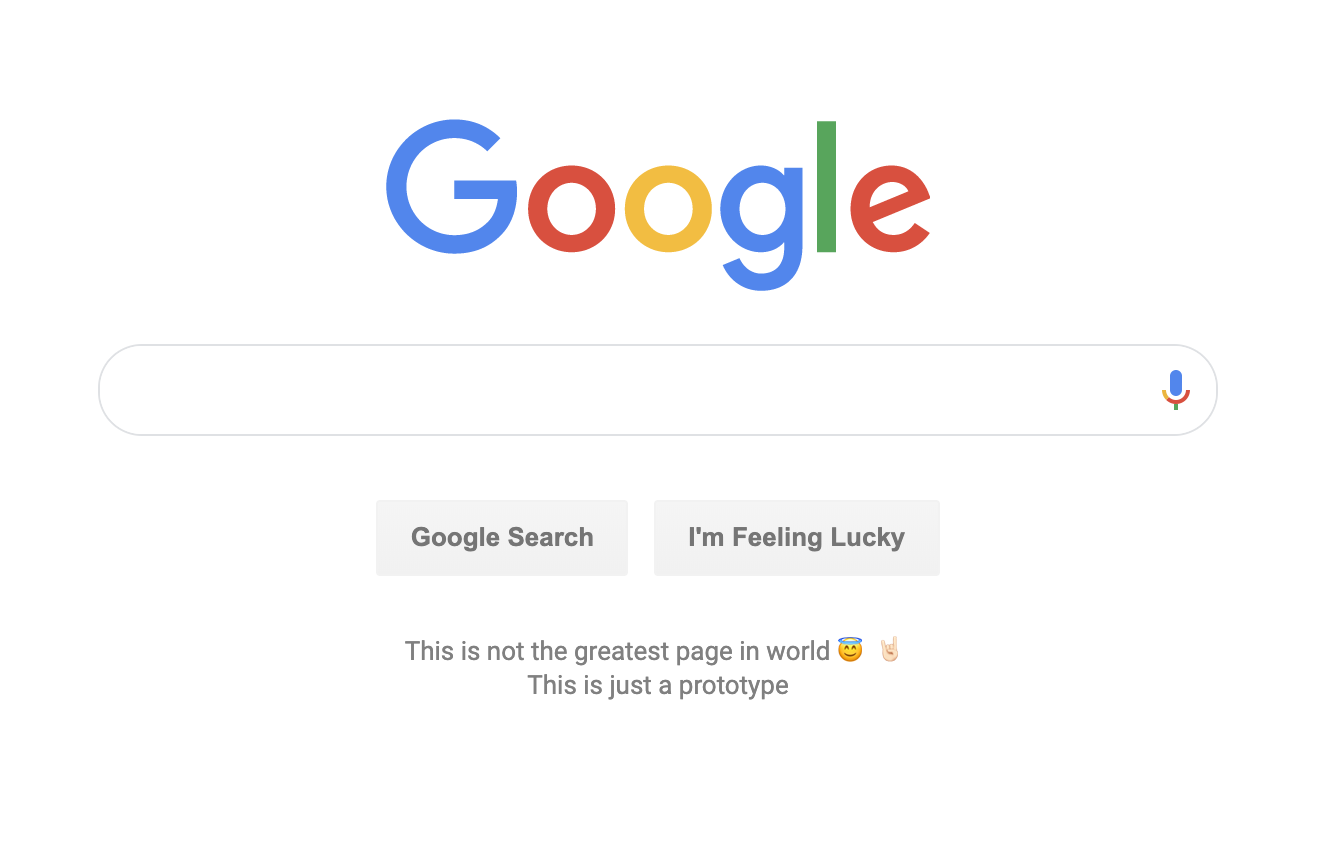 Google
Google Search
I'm Feeling Lucky
This is not the greatest page in world 😇 🤘🏻
This is just a prototype